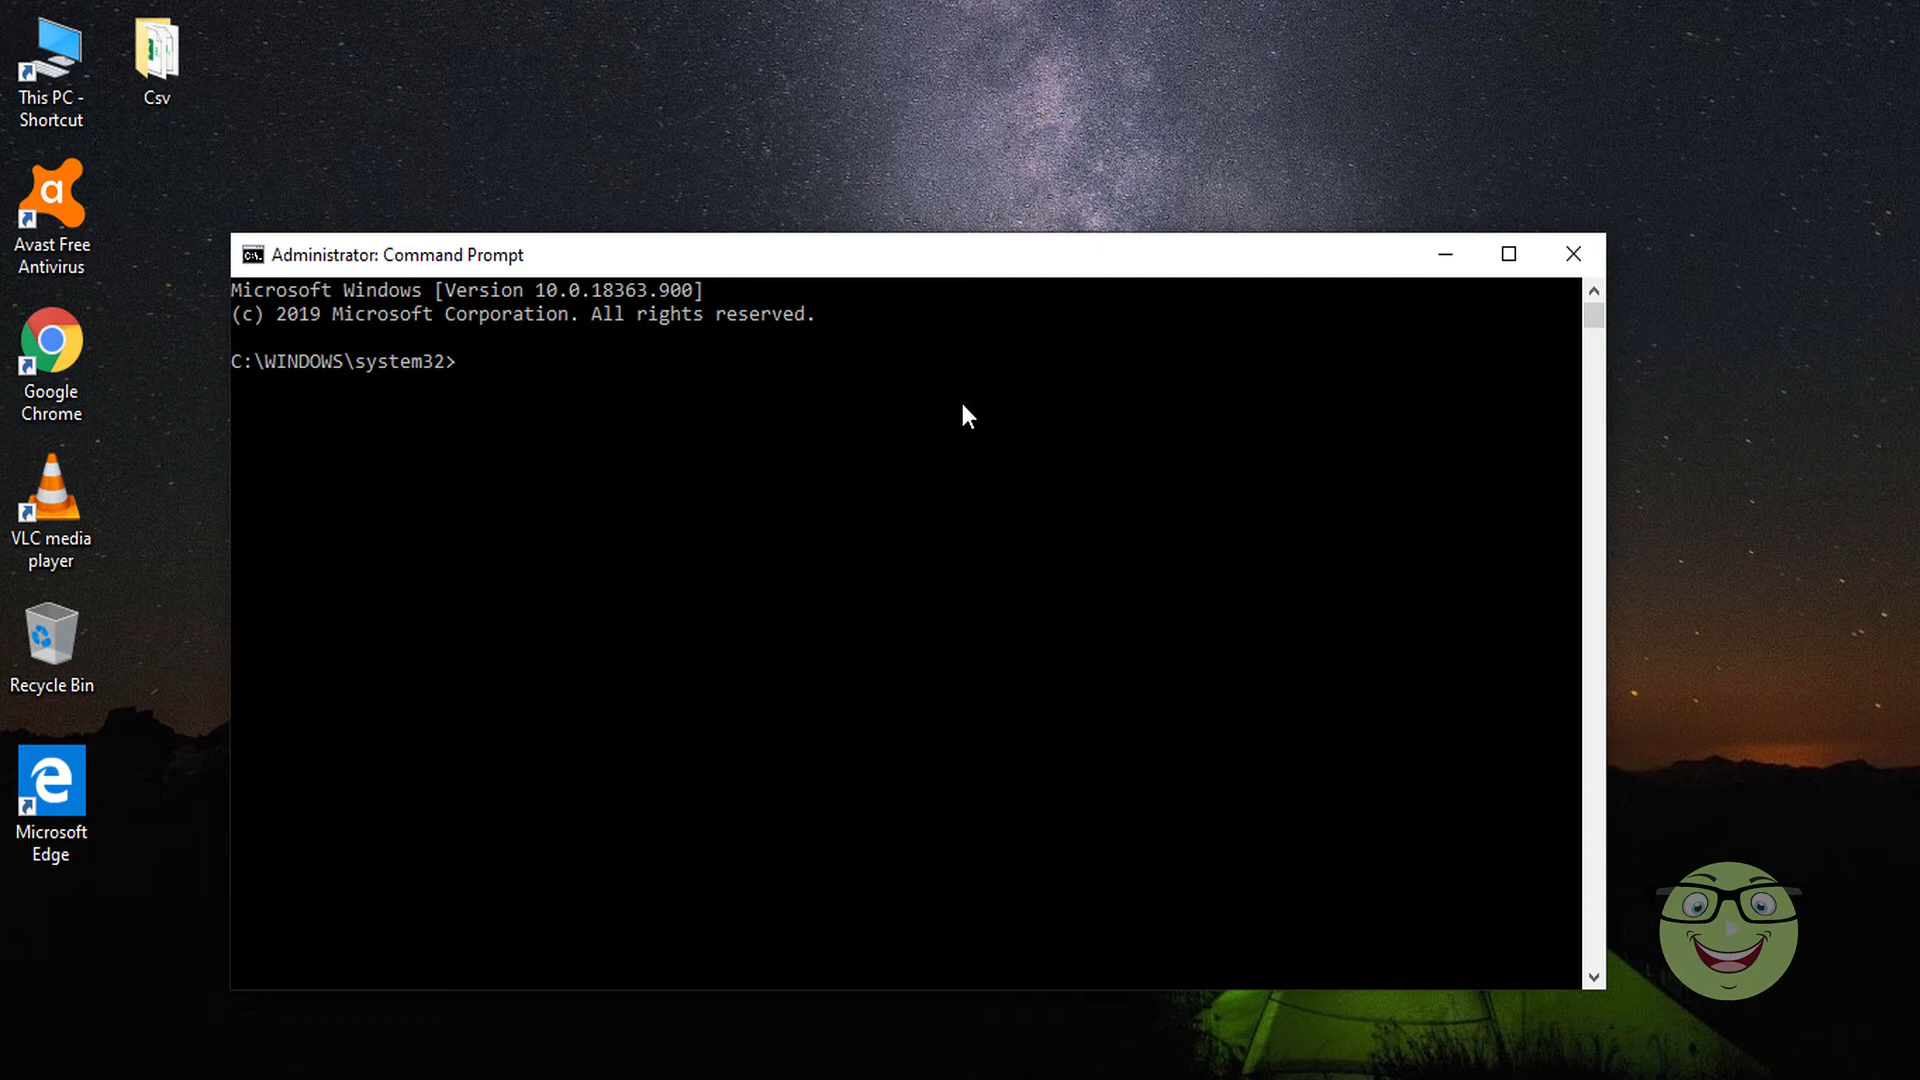 This PC -
Shortcut
Csv
Avast Free
Antivirus
Google
Chrome
VLC media
player
Recycle Bin
Microsoft
Edge
Administrator: Command Prompt
Microsoft Windows [Version 10.0.18363.900]
(c) 2019 Microsoft Corporation. All rights reserved.
C:\WINDOWS\system32>